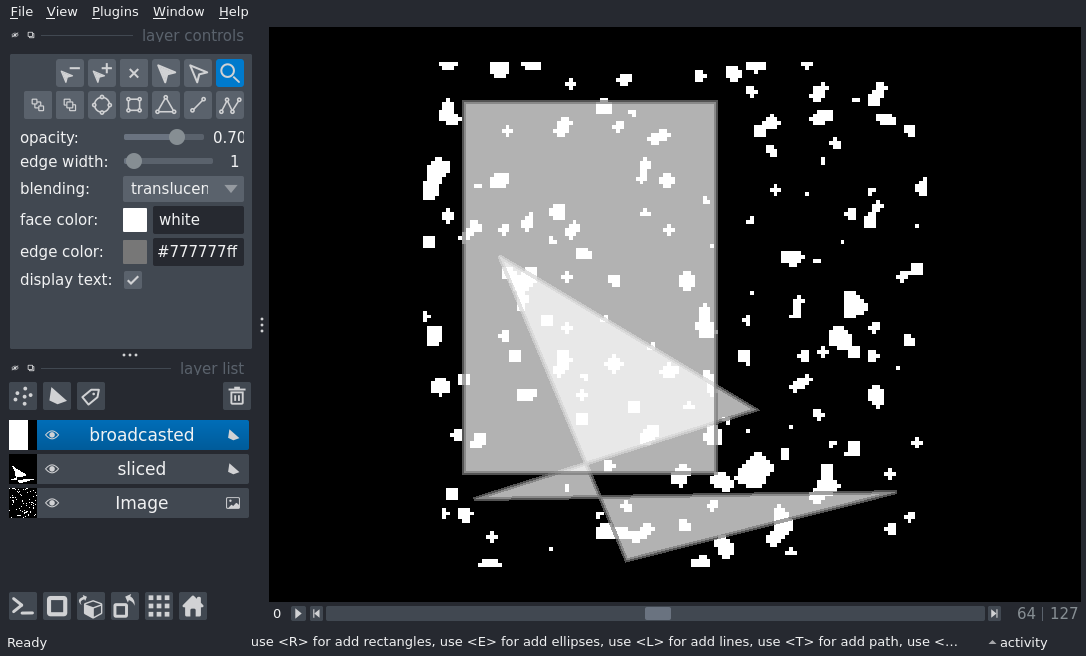 File View Plugins Window Help
layer controls
opacity: 0.70
edge width: 1
blending: translucen
face color: white
edge color: #777777ff
display text:
layer list
broadcasted
sliced
Image
0 64 127
Ready use <R> for add rectangles, use <E> for add ellipses, use <L> for add lines, use <T> for add path, use <... activity